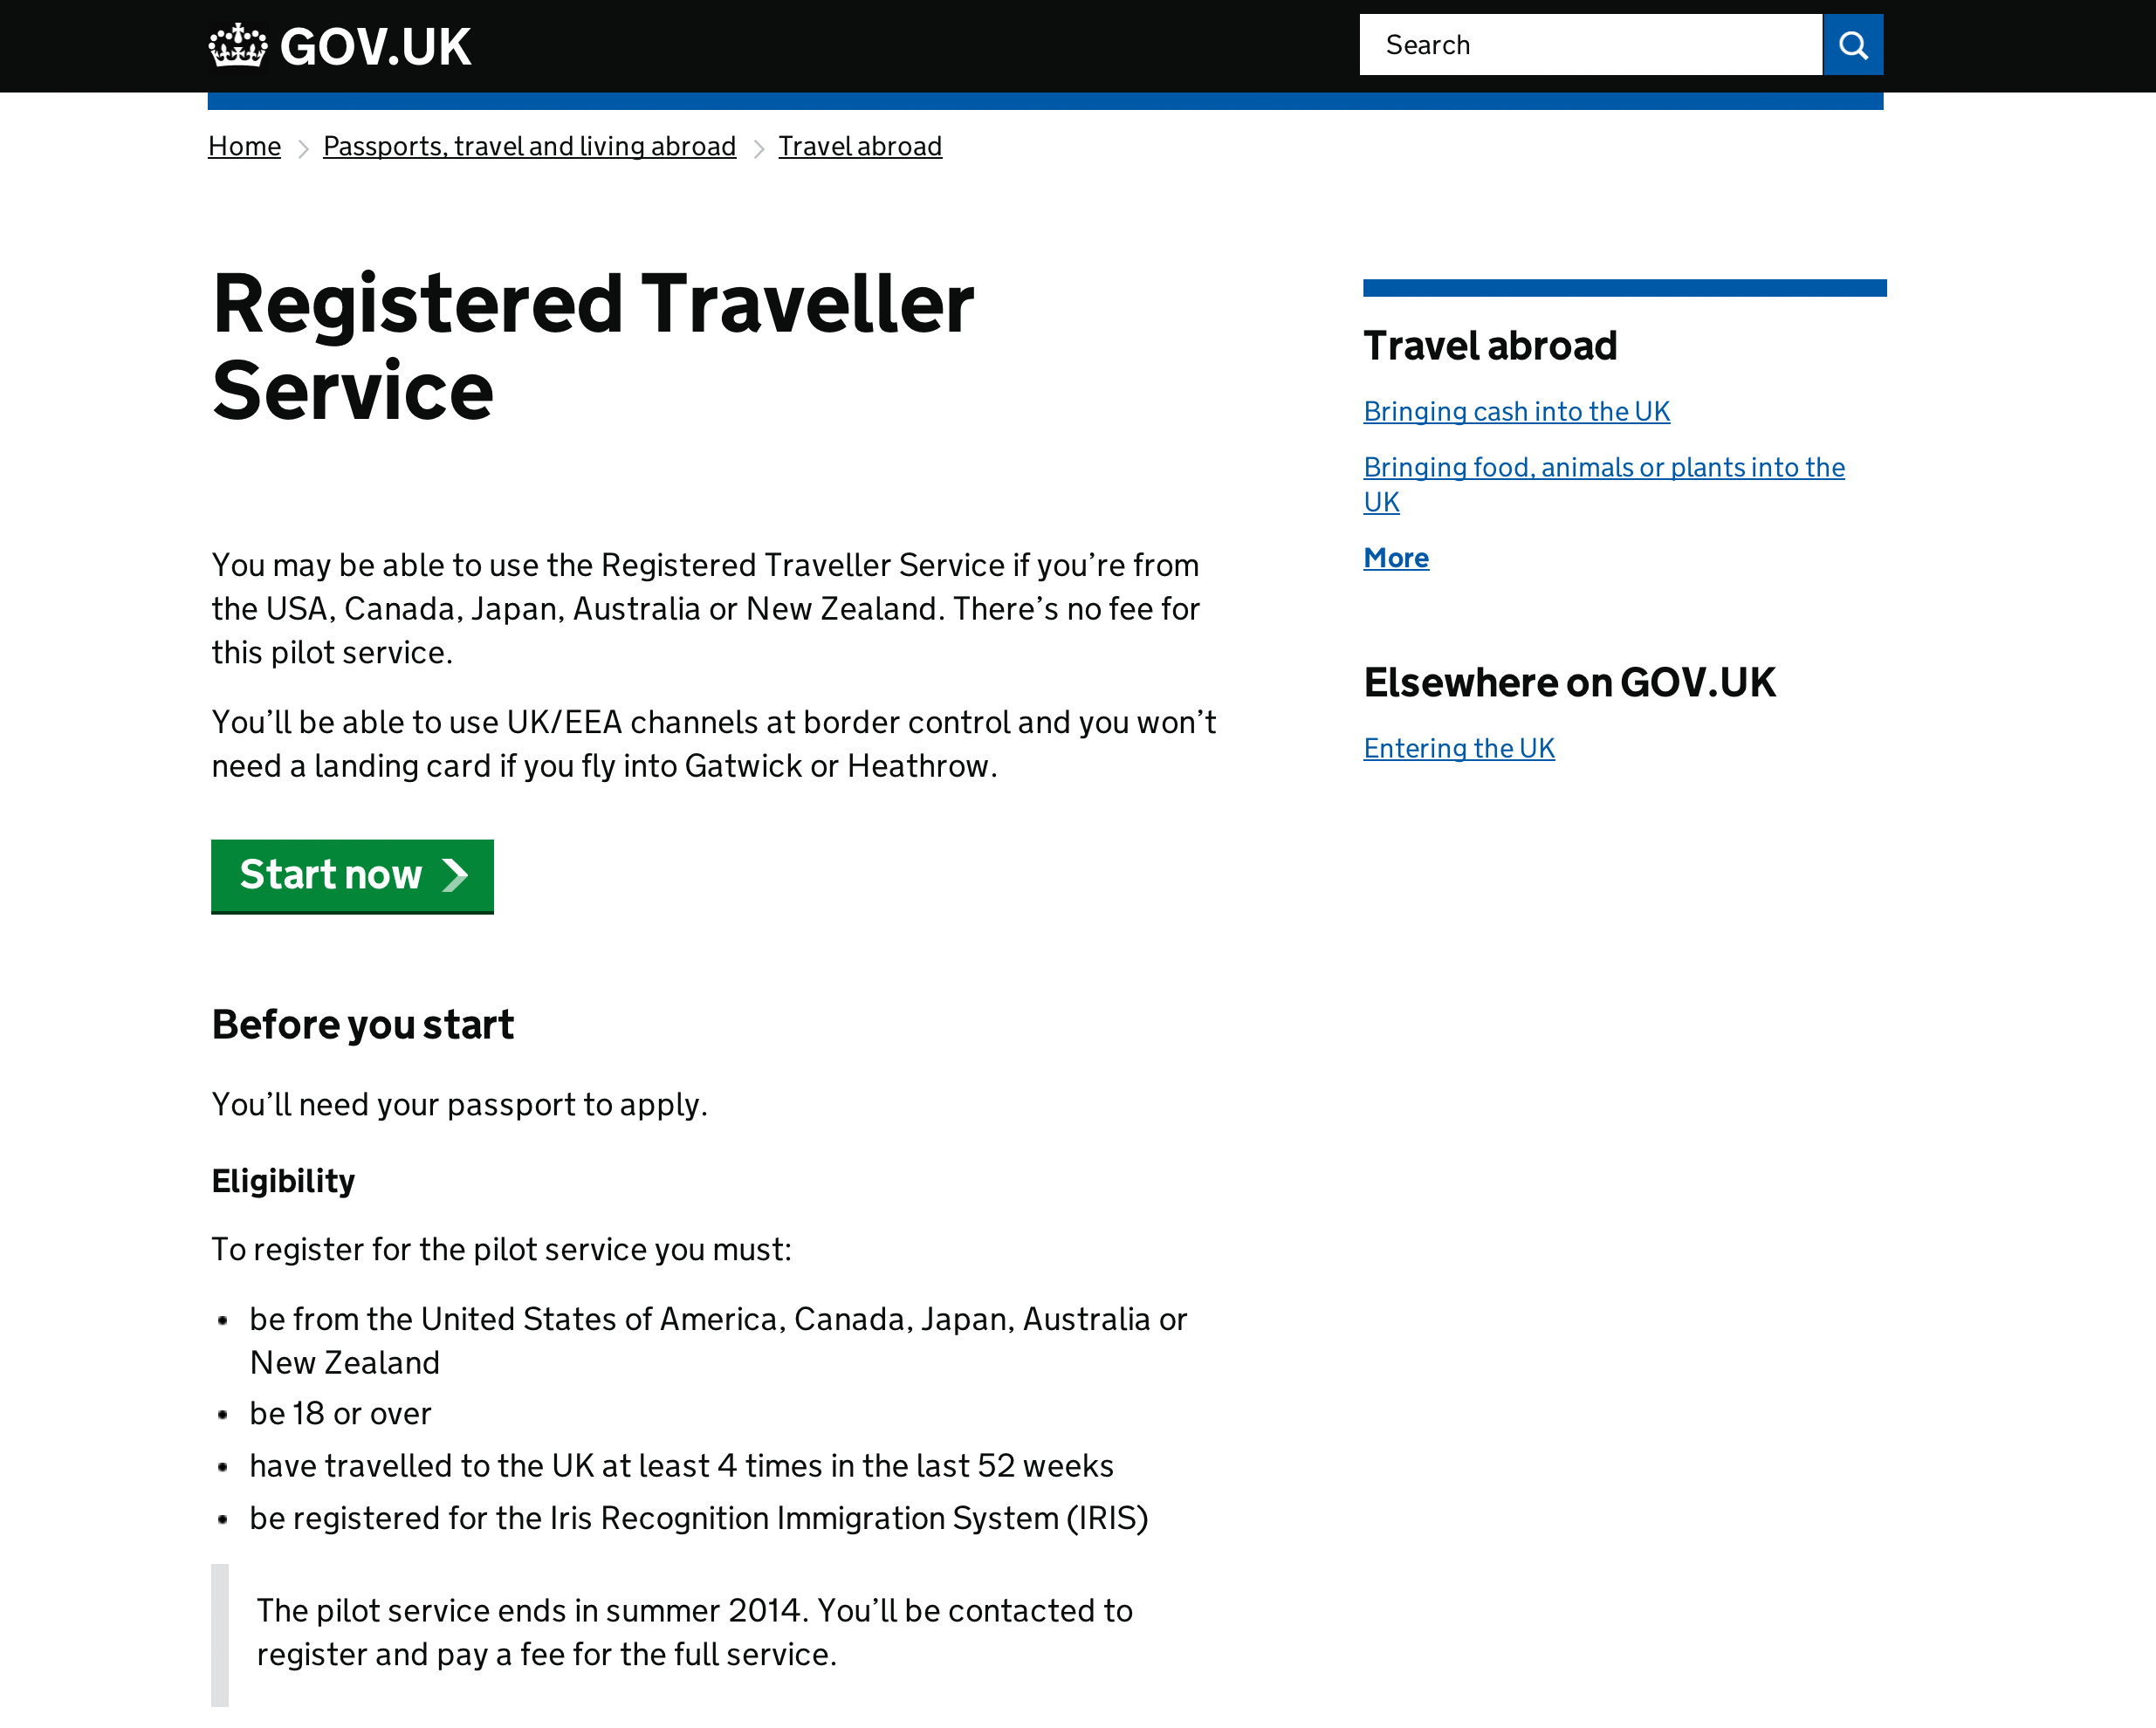 GOV.UK
Search
Home
Passports, travel and living abroad
Travel abroad
Registered Traveller
Service
You may be able to use the Registered Traveller Service if you’re from
the USA, Canada, Japan, Australia or New Zealand. There’s no fee for
this pilot service.
You’ll be able to use UK/EEA channels at border control and you won’t
need a landing card if you fly into Gatwick or Heathrow.
Start now
Before you start
You’ll need your passport to apply.
Eligibility
To register for the pilot service you must:
• be from the United States of America, Canada, Japan, Australia or
New Zealand
• be 18 or over
• have travelled to the UK at least 4 times in the last 52 weeks
• be registered for the Iris Recognition Immigration System (IRIS)
The pilot service ends in summer 2014. You’ll be contacted to
register and pay a fee for the full service.
Travel abroad
Bringing cash into the UK
Bringing food, animals or plants into the
UK
More
Elsewhere on GOV.UK
Entering the UK